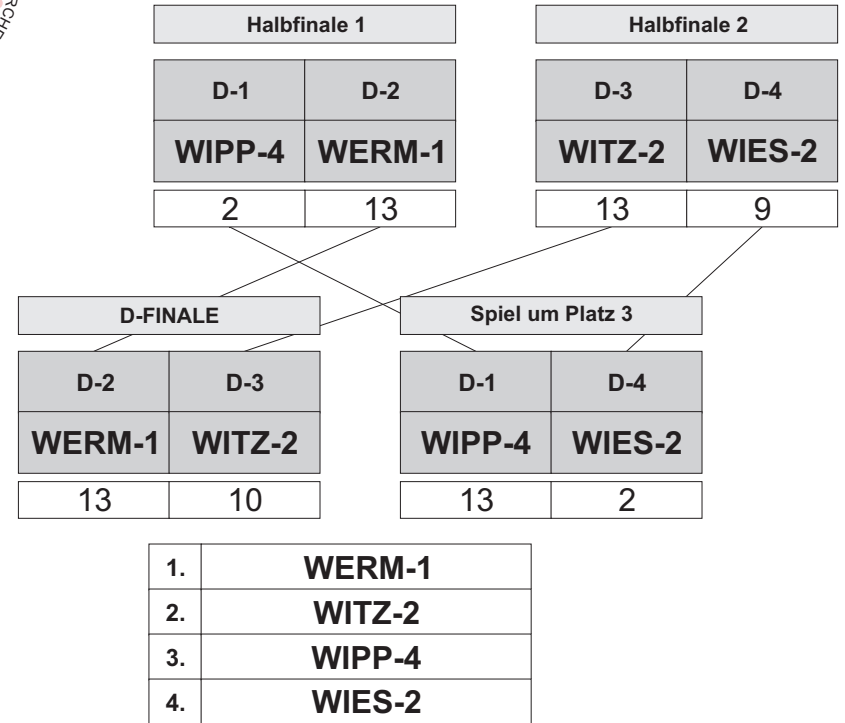 Halbfinale 1 Halbfinale 2
D-1 D-2 D-3 D-4
WIPP-4 WERM-1 WITZ-2 WIES-2
2 13 13 9
D-FINALE Spiel um Platz 3
D-2 D-3 D-1 D-4
WERM-1 WITZ-2 WIPP-4 WIES-2
13 10 13 2
1. WERM-1
2. WITZ-2
3. WIPP-4
4. WIES-2